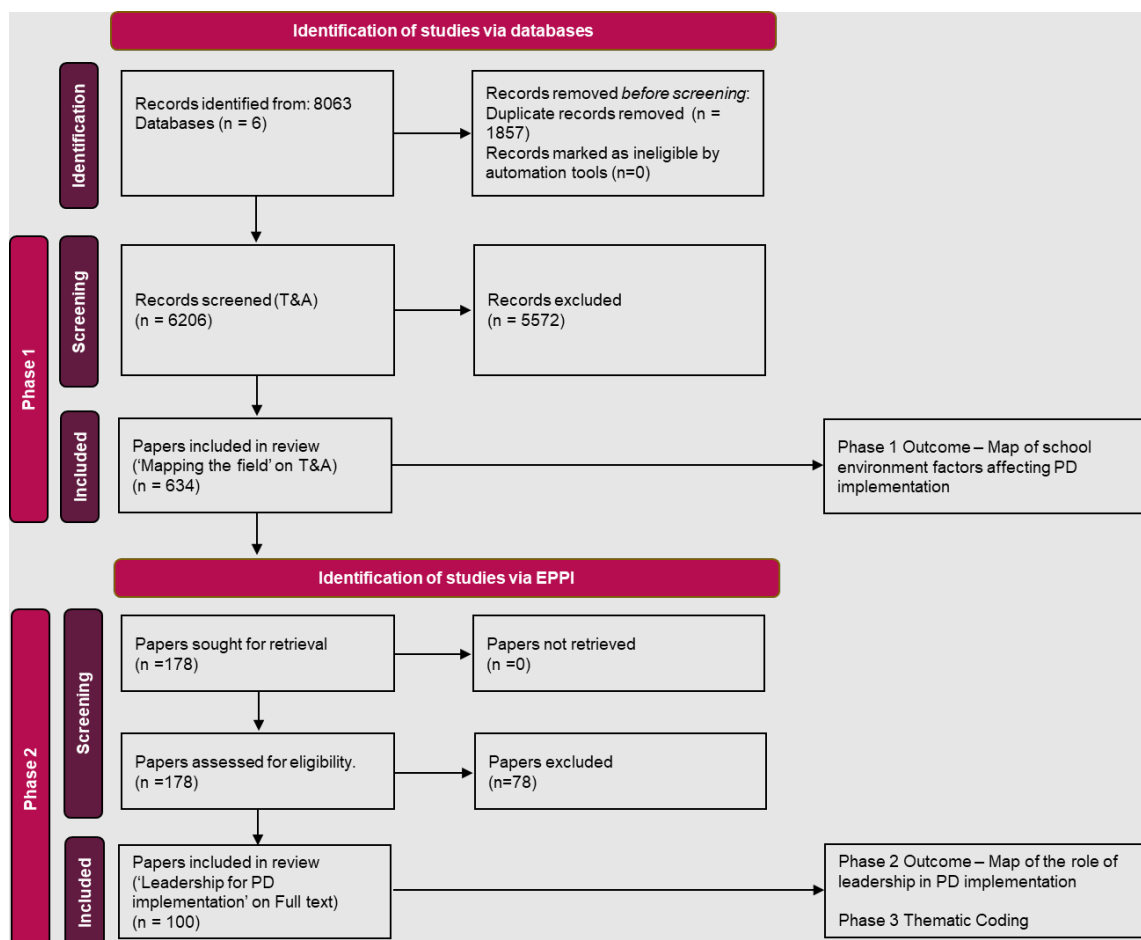 Identification of studies via databases
Identification
Records identified from: 8063
Databases (n = 6)
Records removed before screening:
Duplicate records removed (n =
1857)
Records marked as ineligible by
automation tools (n=0)
Phase 1
Screening
Records screened (T&A)
(n = 6206)
Records excluded
(n = 5572)
Included
Papers included in review
(‘Mapping the field’ on T&A)
(n = 634)
Phase 1 Outcome – Map of school
environment factors affecting PD
implementation
Identification of studies via EPPI
Phase 2
Screening
Papers sought for retrieval
(n =178)
Papers not retrieved
(n =0)
Papers assessed for eligibility.
(n =178)
Papers excluded
(n=78)
Included
Papers included in review
(‘Leadership for PD
implementation’ on Full text)
(n = 100)
Phase 2 Outcome – Map of the role of
leadership in PD implementation
Phase 3 Thematic Coding